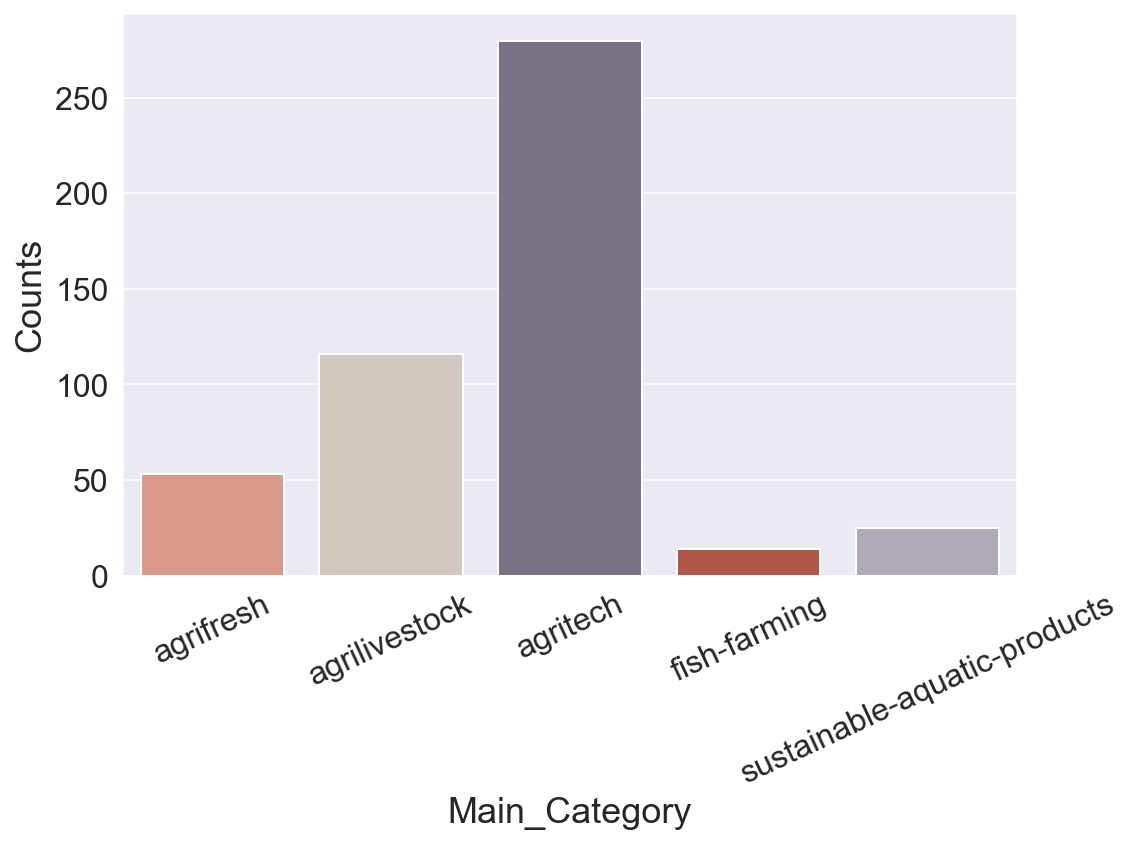 250
200
150
100
50
0
Counts
agrifresh
agrilivestock
agritech
fish-farming
sustainable-aquatic-products
Main_Category